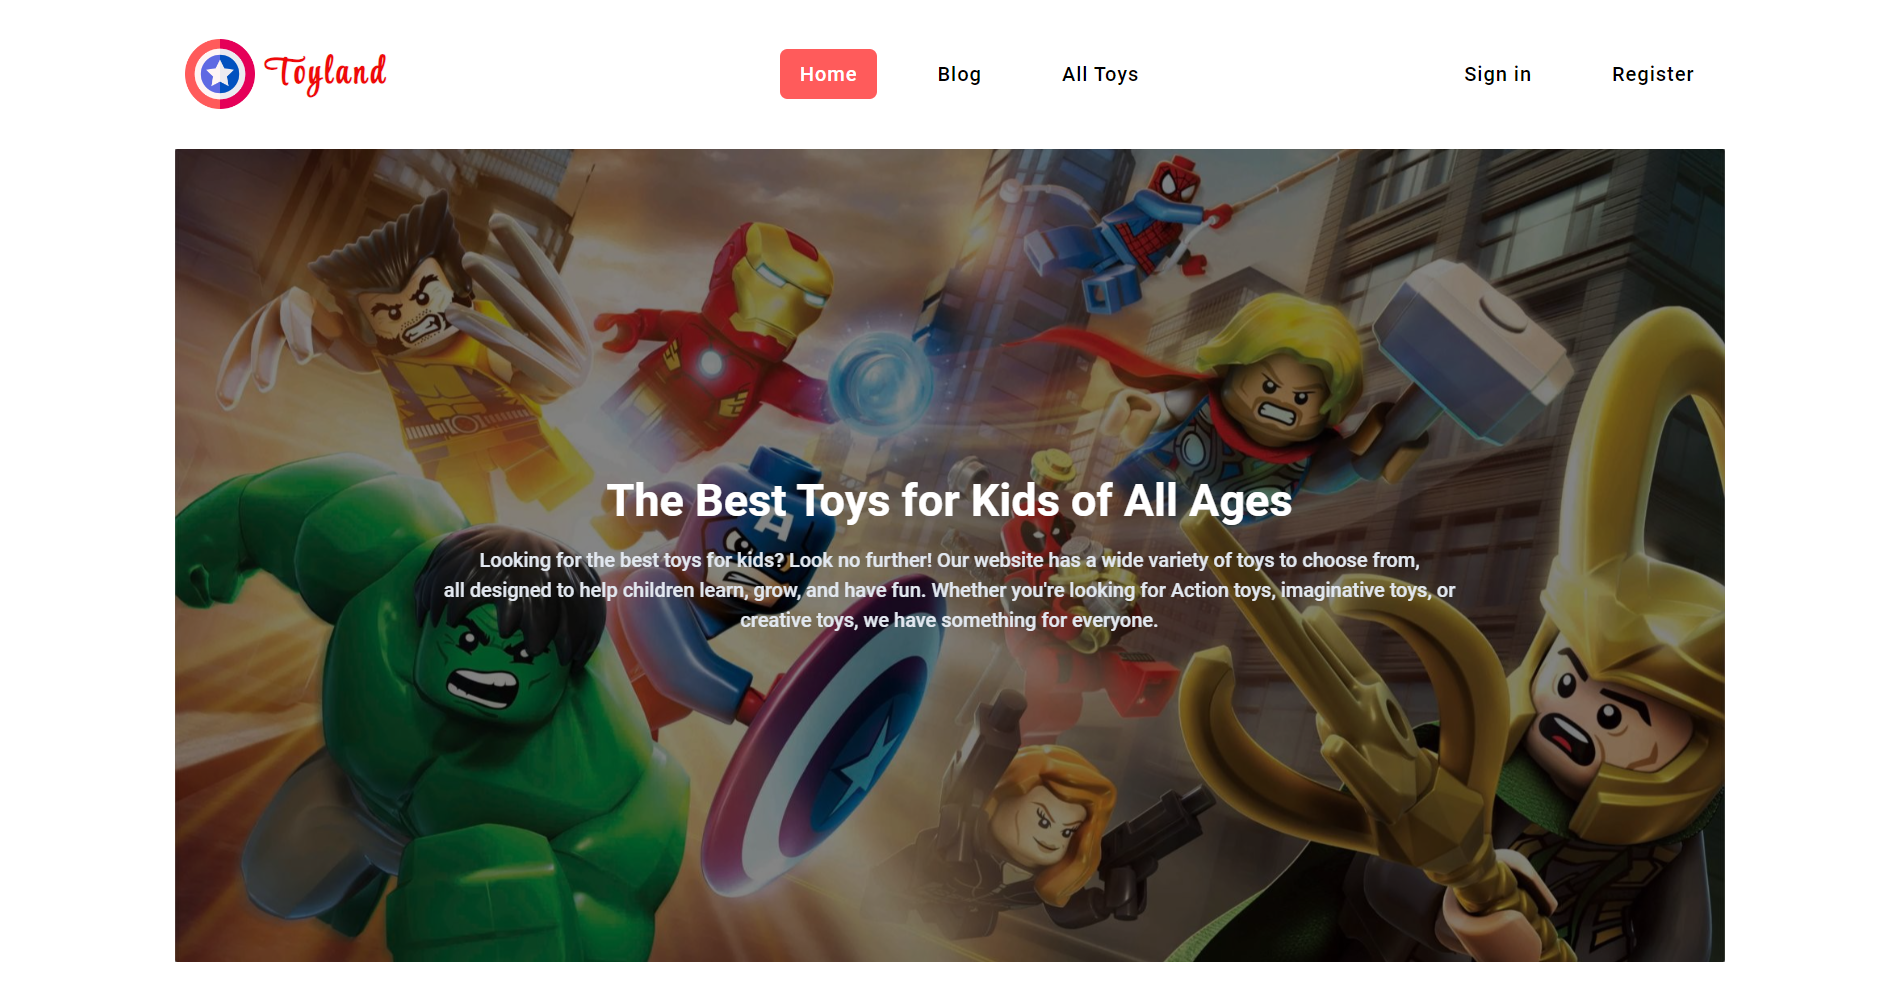 Toyland
Home
Blog
All Toys
Sign in
Register
The Best Toys for Kids of All Ages
Looking for the best toys for kids? Look no further! Our website has a wide variety of toys to choose from,
all designed to help children learn, grow, and have fun. Whether you're looking for Action toys, imaginative toys, or
creative toys, we have something for everyone.
A